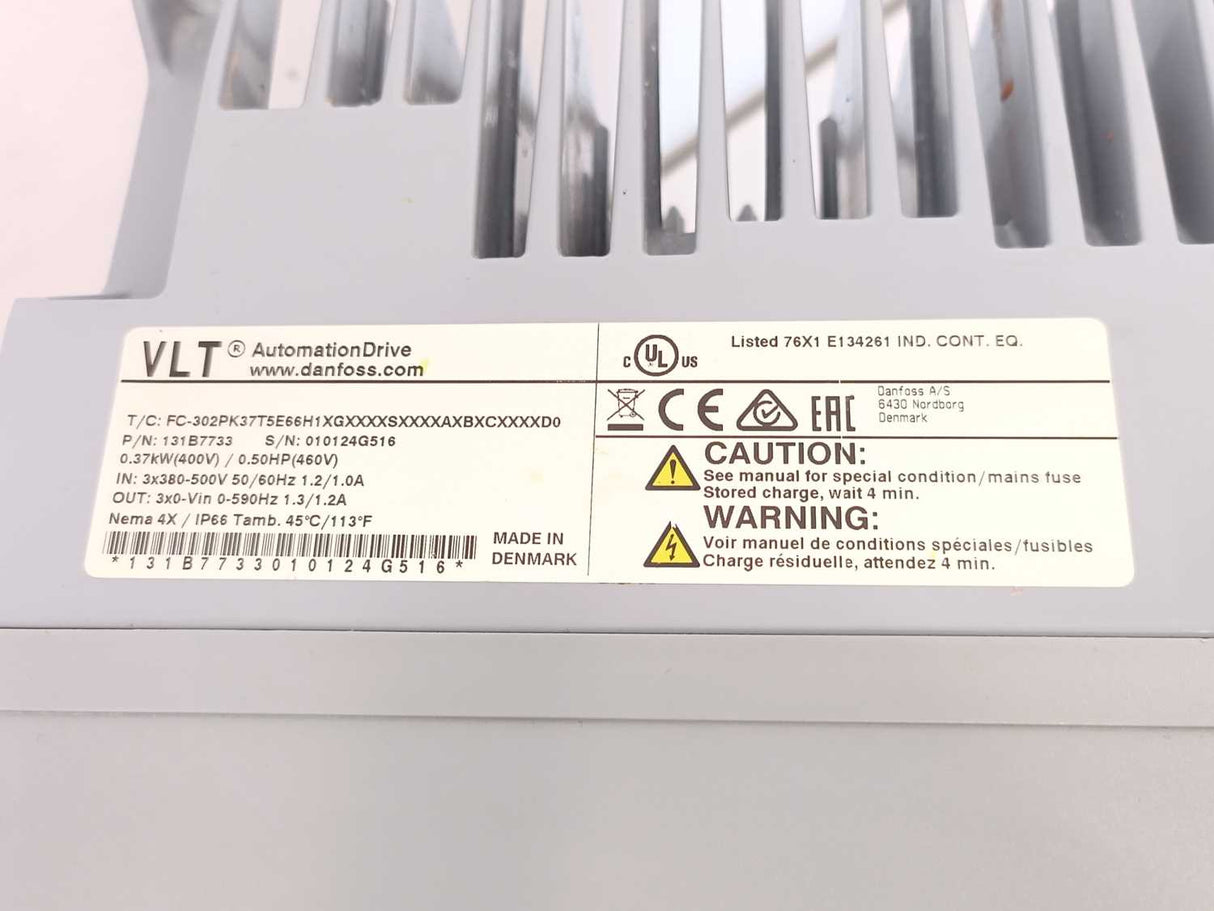 VLT® AutomationDrive
www.danfoss.com
T/C: FC-302PK37T5E66H1XGXXXXSXXXXAXBXCXXXXD0
P/N: 131B7733 S/N: 010124G516
0.37kW(400V) / 0.50HP(460V)
IN: 3x380-500V 50/60Hz 1.2/1.0A
OUT: 3x0-Vin 0-590Hz 1.3/1.2A
Nema 4X / IP66 Tamb. 45°C/113°F
*131B7733010124G516*
MADE IN
DENMARK
C UL US
Listed 76X1 E134261 IND. CONT. EQ.
CE EAC
Danfoss A/S
6430 Nordborg
Denmark
CAUTION:
See manual for special condition/mains fuse
Stored charge, wait 4 min.
WARNING:
Voir manuel de conditions spéciales/fusibles
Charge résiduelle, attendez 4 min.